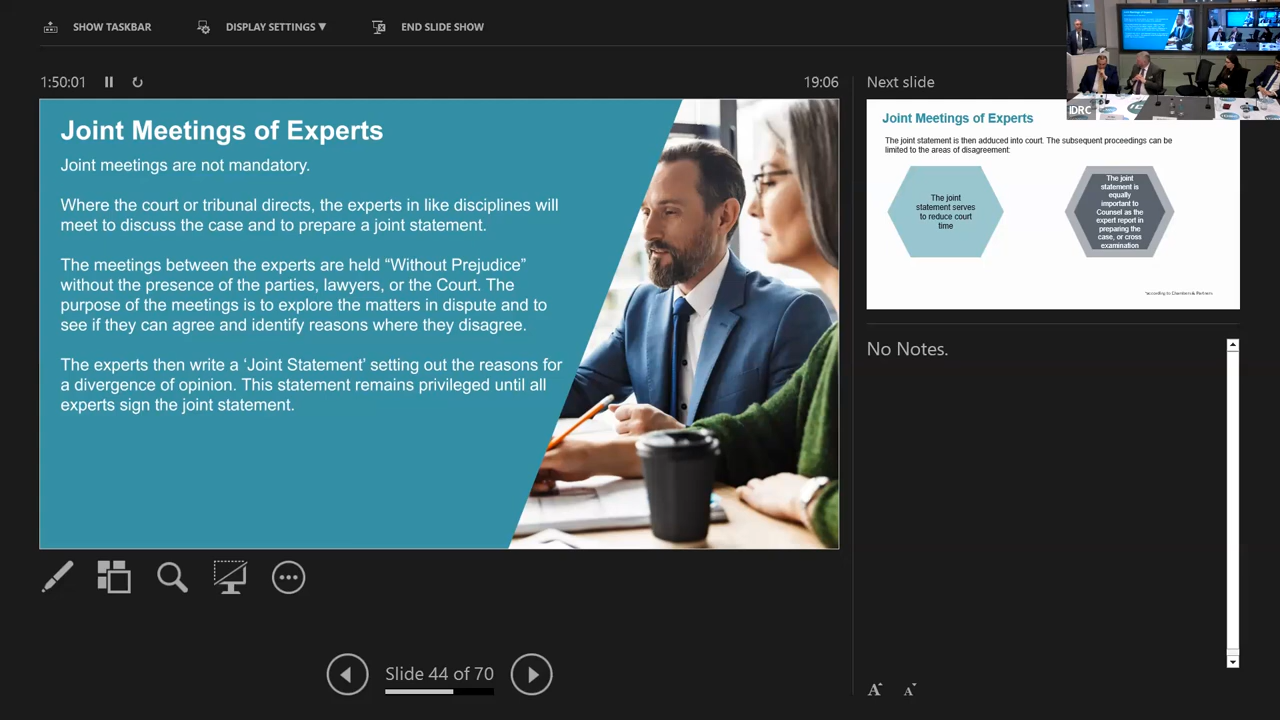 SHOW TASKBAR
DISPLAY SETTINGS ▼
END SLIDE SHOW
1:50:01
19:06
Joint Meetings of Experts
Joint meetings are not mandatory.
Where the court or tribunal directs, the experts in like disciplines will
meet to discuss the case and to prepare a joint statement.
The meetings between the experts are held “Without Prejudice”
without the presence of the parties, lawyers, or the Court. The
purpose of the meetings is to explore the matters in dispute and to
see if they can agree and identify reasons where they disagree.
The experts then write a ‘Joint Statement’ setting out the reasons for
a divergence of opinion. This statement remains privileged until all
experts sign the joint statement.
Slide 44 of 70
Next slide
Joint Meetings of Experts
The joint statement is then adduced into court. The subsequent proceedings can be
limited to the areas of disagreement:
The joint
statement serves
to reduce court
time
The joint
statement is
equally
important to
Counsel as the
expert report in
preparing the
case, or cross
examination
*according to Chambers & Partners
No Notes.
A
A
IDRC